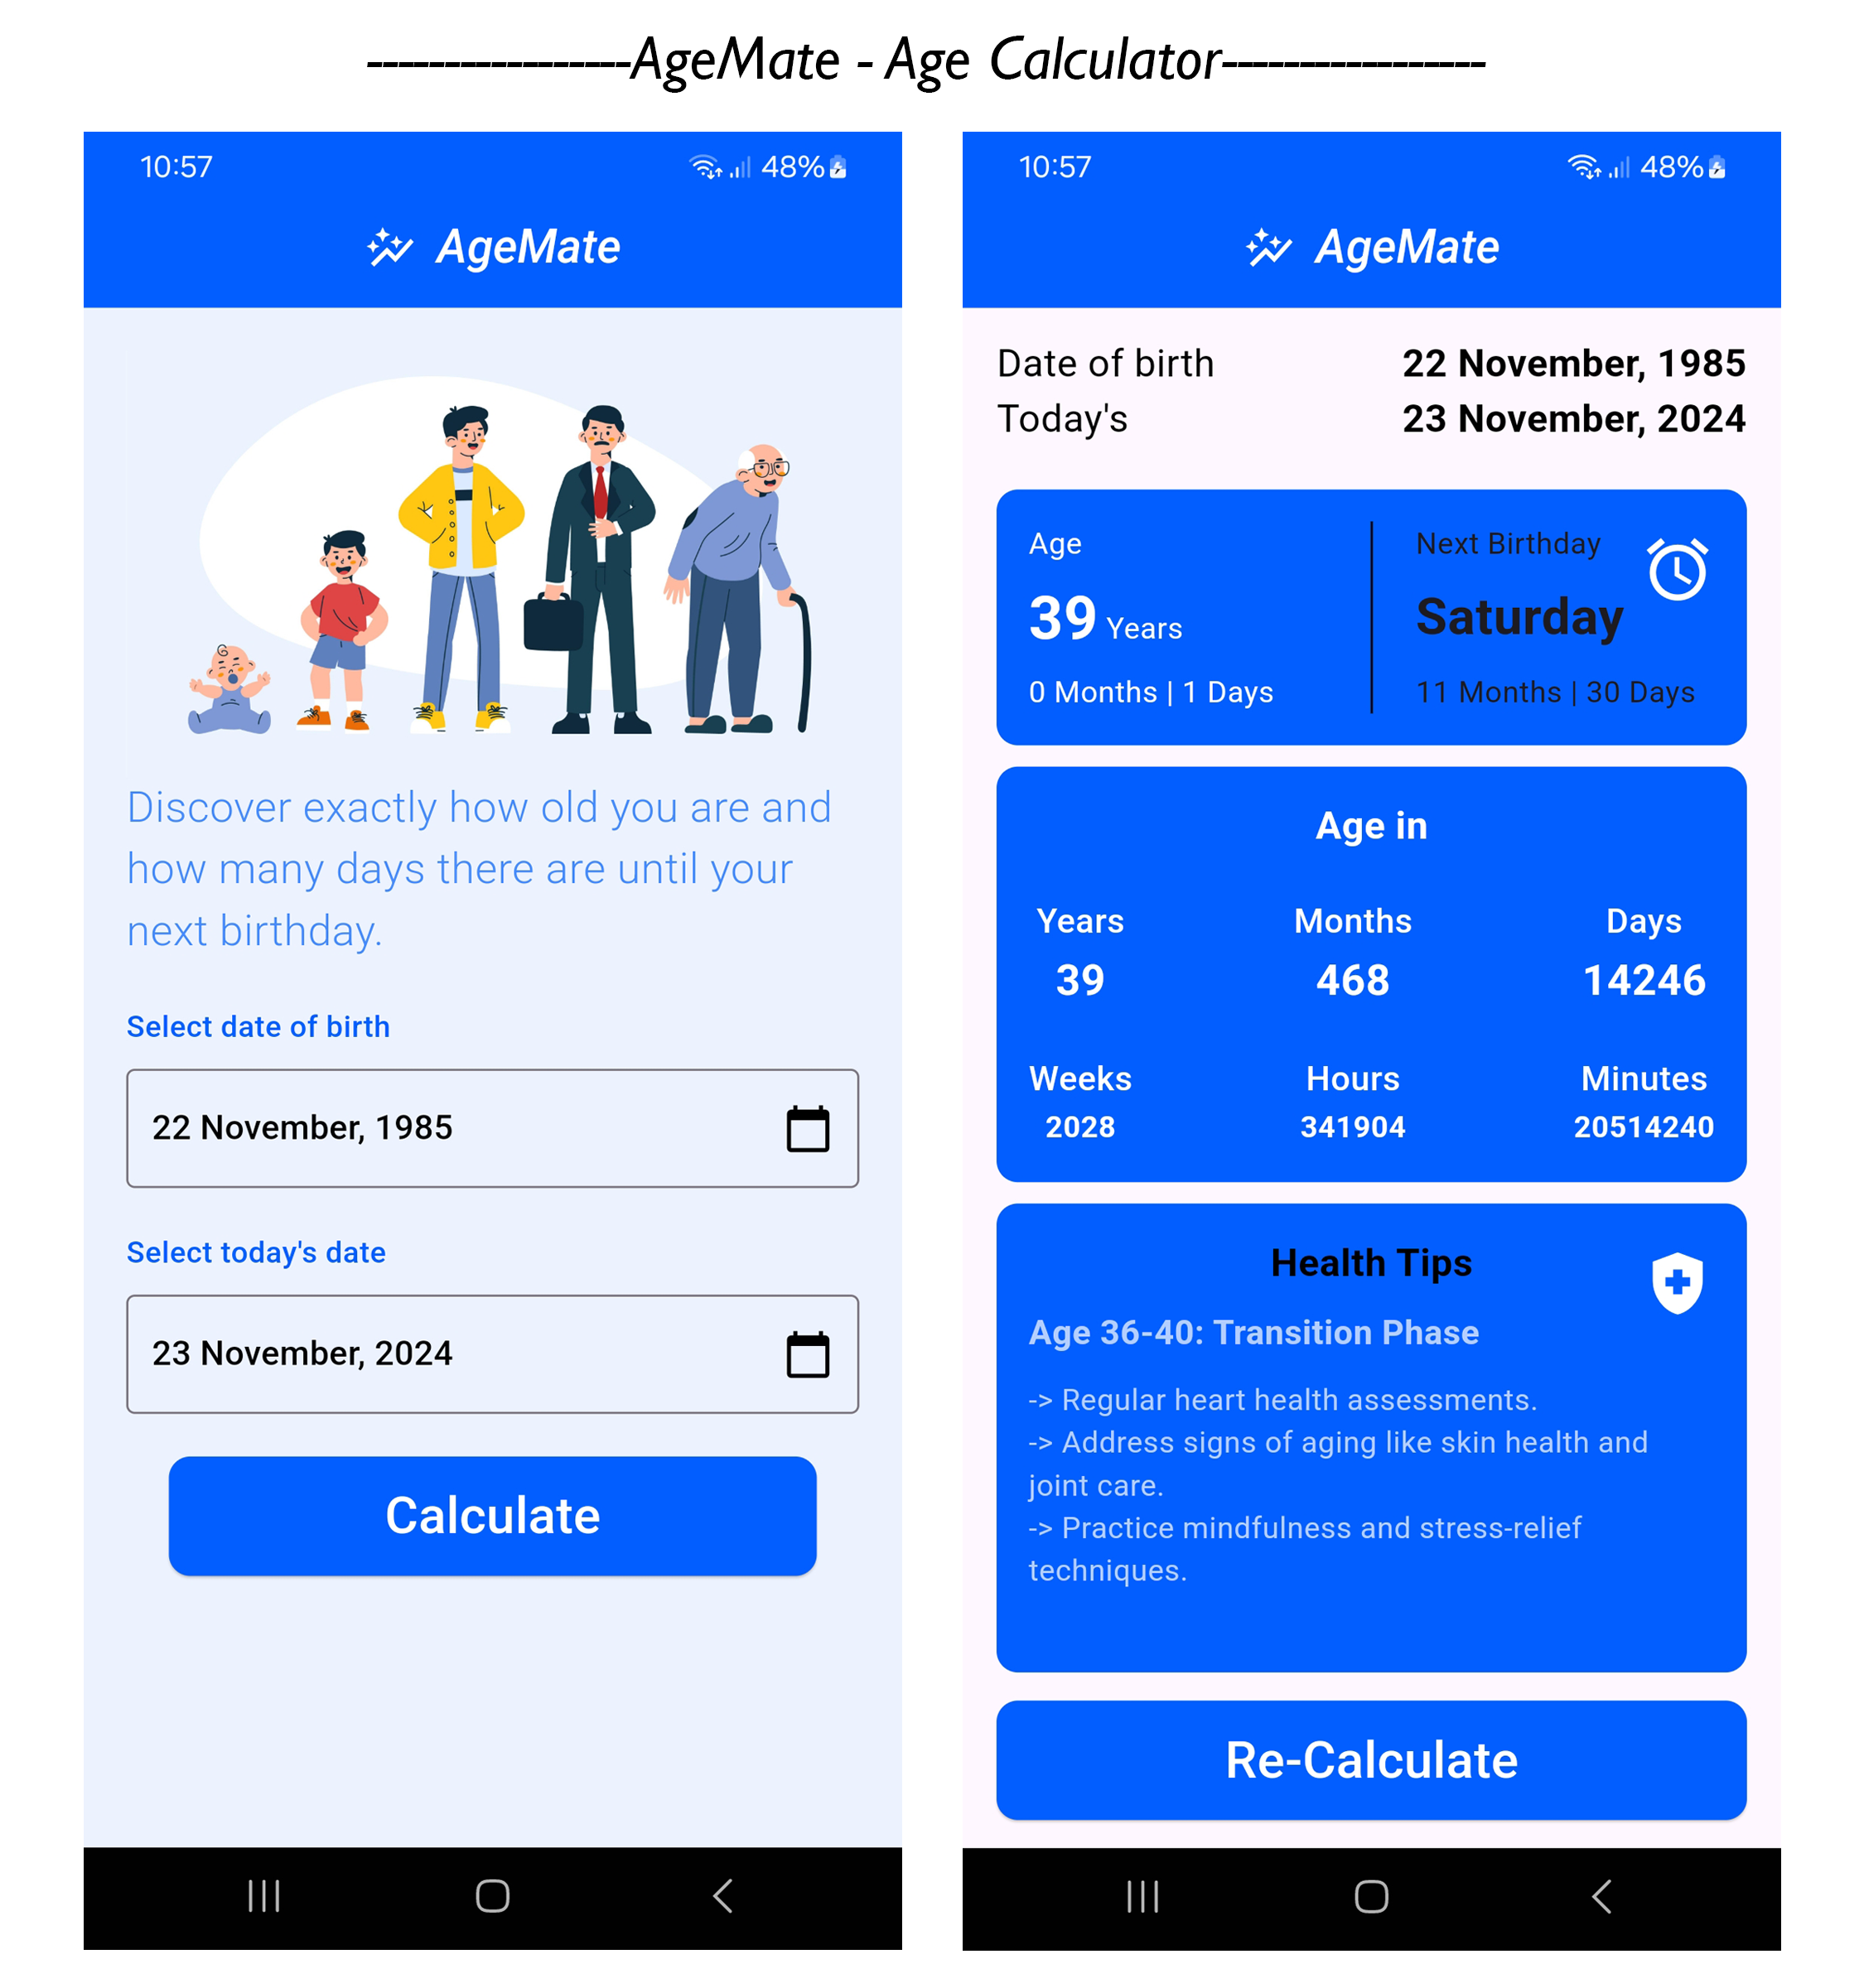 -----------------AgeMate - Age Calculator-----------------
10:57 48%
AgeMate
Discover exactly how old you are and
how many days there are until your
next birthday.
Select date of birth
22 November, 1985
Select today's date
23 November, 2024
Calculate
10:57 48%
AgeMate
Date of birth 22 November, 1985
Today's 23 November, 2024
Age Next Birthday
39 Years Saturday
0 Months | 1 Days 11 Months | 30 Days
Age in
Years Months Days
39 468 14246
Weeks Hours Minutes
2028 341904 20514240
Health Tips
Age 36-40: Transition Phase
-> Regular heart health assessments.
-> Address signs of aging like skin health and
joint care.
-> Practice mindfulness and stress-relief
techniques.
Re-Calculate